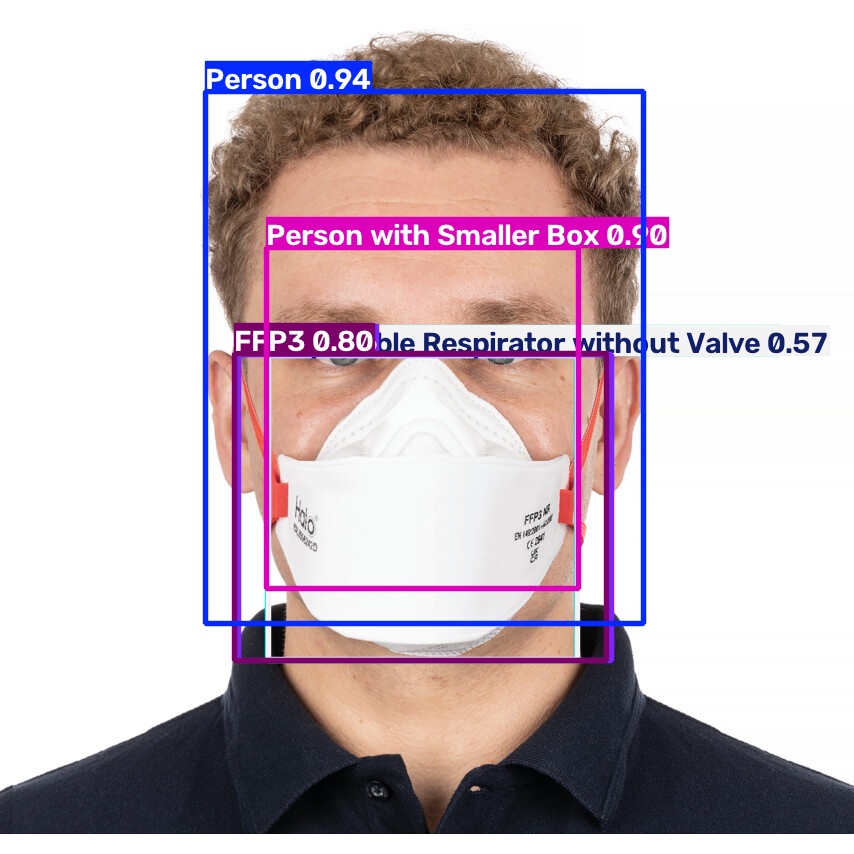 Person 0.94
Person with Smaller Box 0.90
FFP3 0.80
ble Respirator without Valve 0.57
Halo
FFP3 NR